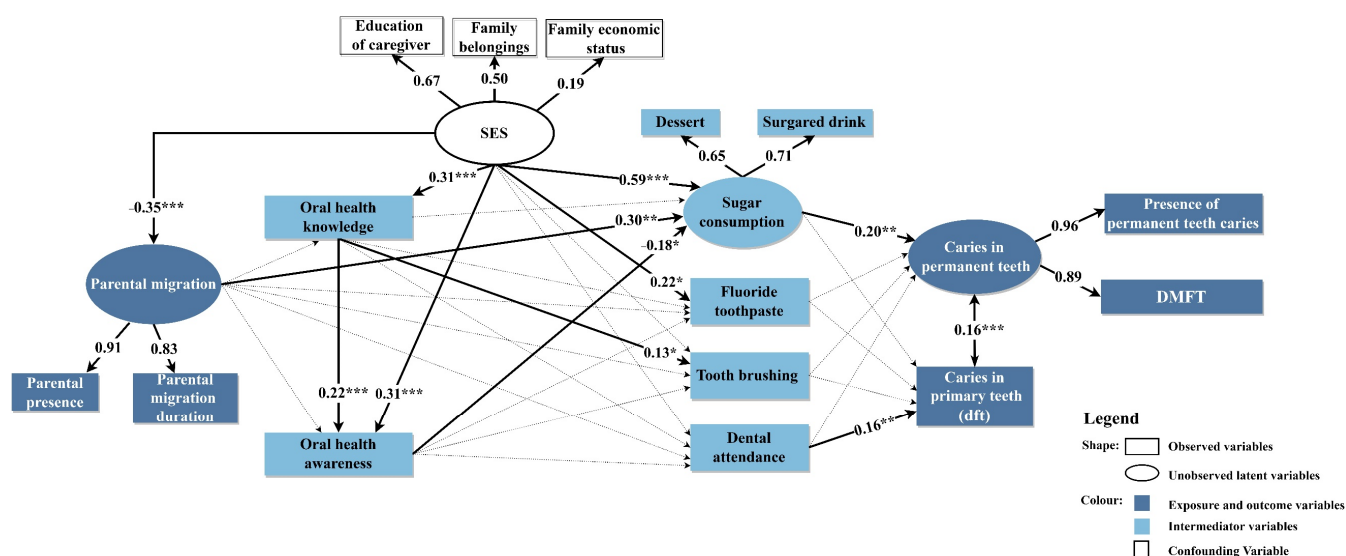 Education
of caregiver
Family
belongings
Family economic
status
0.67
0.50
0.19
SES
Dessert
Surgared drink
0.65
0.71
0.31***
0.59***
–0.35***
Oral health
knowledge
Sugar
consumption
0.30**
–0.18*
0.20**
Caries in
permanent teeth
0.96
Presence of
permanent teeth caries
0.89
DMFT
Parental migration
0.22*
Fluoride
toothpaste
0.16***
0.91
0.83
0.13*
Tooth brushing
Parental
presence
Parental
migration
duration
0.22***
0.31***
Caries in
primary teeth
(dft)
Oral health
awareness
Dental
attendance
0.16**
Legend
Shape:
Observed variables
Unobserved latent variables
Colour:
Exposure and outcome variables
Intermediator variables
Confounding Variable